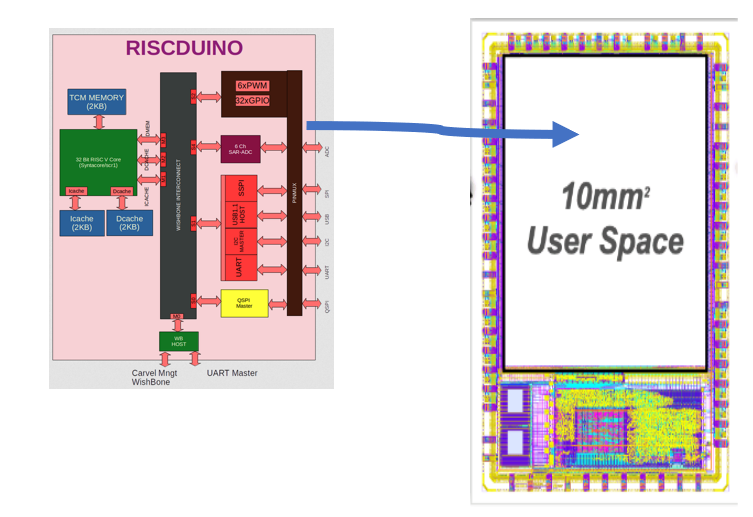 RISCDUINO
TCM MEMORY
(2KB)
32 Bit RISC V Core
(Syntacore/scr1)
Icache
Dcache
Icache
(2KB)
Dcache
(2KB)
DMEM
DCACHE
ICACHE
WISHBONE INTERCONNECT
6xPWM
32xGPIO
6 Ch
SAR-ADC
SSPI
USB1.1
HOST
I2C
MASTER
UART
QSPI
Master
PINMUX
ADC
SPI
USB
I2C
UART
QSPI
WB
HOST
Carvel Mngt
WishBone
UART Master
10mm²
User Space